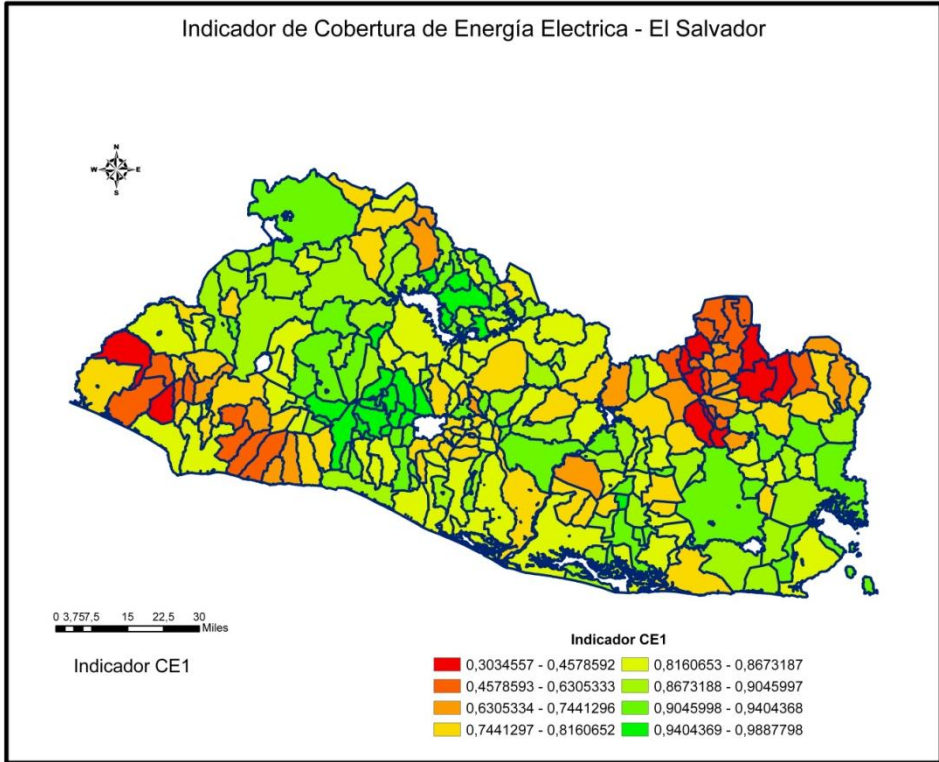 Indicador de Cobertura de Energía Electrica - El Salvador
N
W E
S
0 3,757,5 15 22,5 30
Miles
Indicador CE1
Indicador CE1
0,3034557 - 0,4578592 0,8160653 - 0,8673187
0,4578593 - 0,6305333 0,8673188 - 0,9045997
0,6305334 - 0,7441296 0,9045998 - 0,9404368
0,7441297 - 0,8160652 0,9404369 - 0,9887798